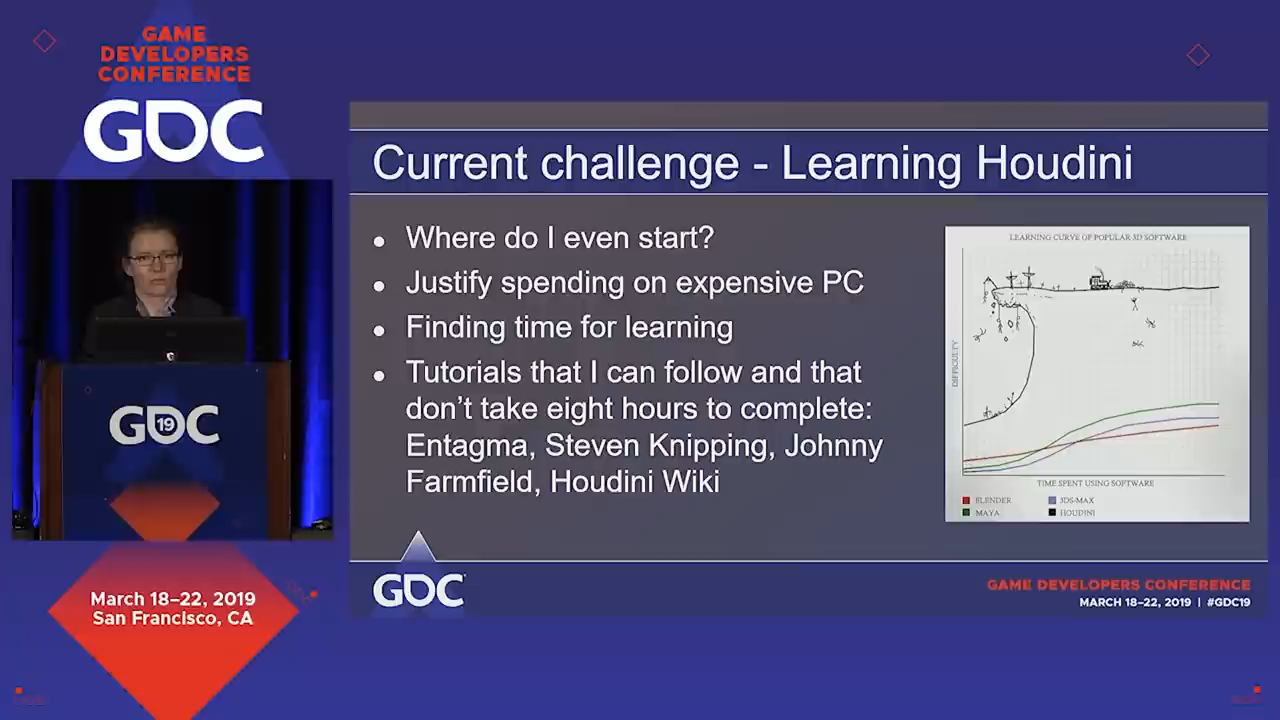 GAME
DEVELOPERS
CONFERENCE
GDC
Current challenge - Learning Houdini
Where do I even start?
Justify spending on expensive PC
Finding time for learning
Tutorials that I can follow and that
don't take eight hours to complete:
Entagma, Steven Knipping, Johnny
Farmfield, Houdini Wiki
LEARNING CURVE OF POPULAR 3D SOFTWARE
DIFFICULTY
TIME SPENT USING SOFTWARE
BLENDER
3DS-MAX
MAYA
HOUDINI
GDC 19
March 18–22, 2019
San Francisco, CA
GDC
GAME DEVELOPERS CONFERENCE
MARCH 18–22, 2019 | #GDC19